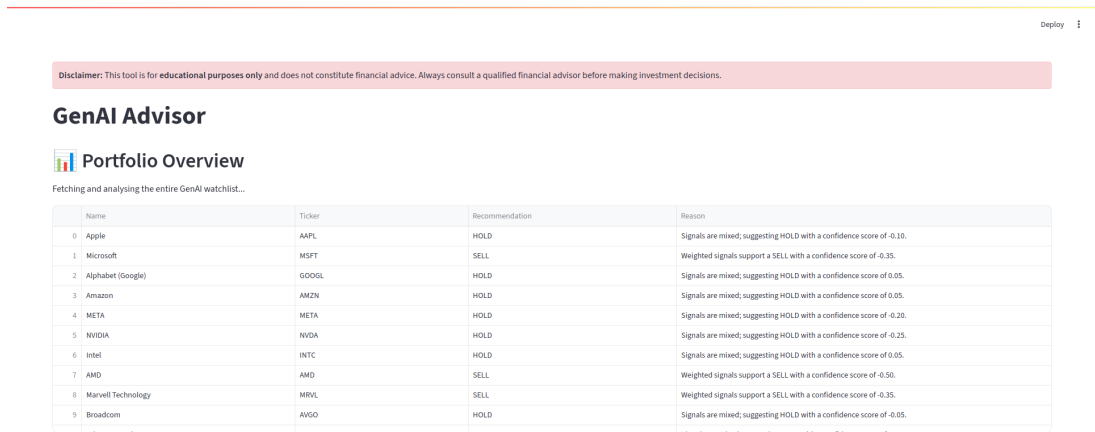 Deploy
Disclaimer: This tool is for educational purposes only and does not constitute financial advice. Always consult a qualified financial advisor before making investment decisions.
GenAI Advisor
Portfolio Overview
Fetching and analysing the entire GenAI watchlist...
Name Ticker Recommendation Reason
0 Apple AAPL HOLD Signals are mixed; suggesting HOLD with a confidence score of -0.10.
1 Microsoft MSFT SELL Weighted signals support a SELL with a confidence score of -0.35.
2 Alphabet (Google) GOOGL HOLD Signals are mixed; suggesting HOLD with a confidence score of 0.05.
3 Amazon AMZN HOLD Signals are mixed; suggesting HOLD with a confidence score of 0.05.
4 META META HOLD Signals are mixed; suggesting HOLD with a confidence score of -0.20.
5 NVIDIA NVDA HOLD Signals are mixed; suggesting HOLD with a confidence score of -0.25.
6 Intel INTC HOLD Signals are mixed; suggesting HOLD with a confidence score of 0.05.
7 AMD AMD SELL Weighted signals support a SELL with a confidence score of -0.50.
8 Marvell Technology MRVL SELL Weighted signals support a SELL with a confidence score of -0.35.
9 Broadcom AVGO HOLD Signals are mixed; suggesting HOLD with a confidence score of -0.05.